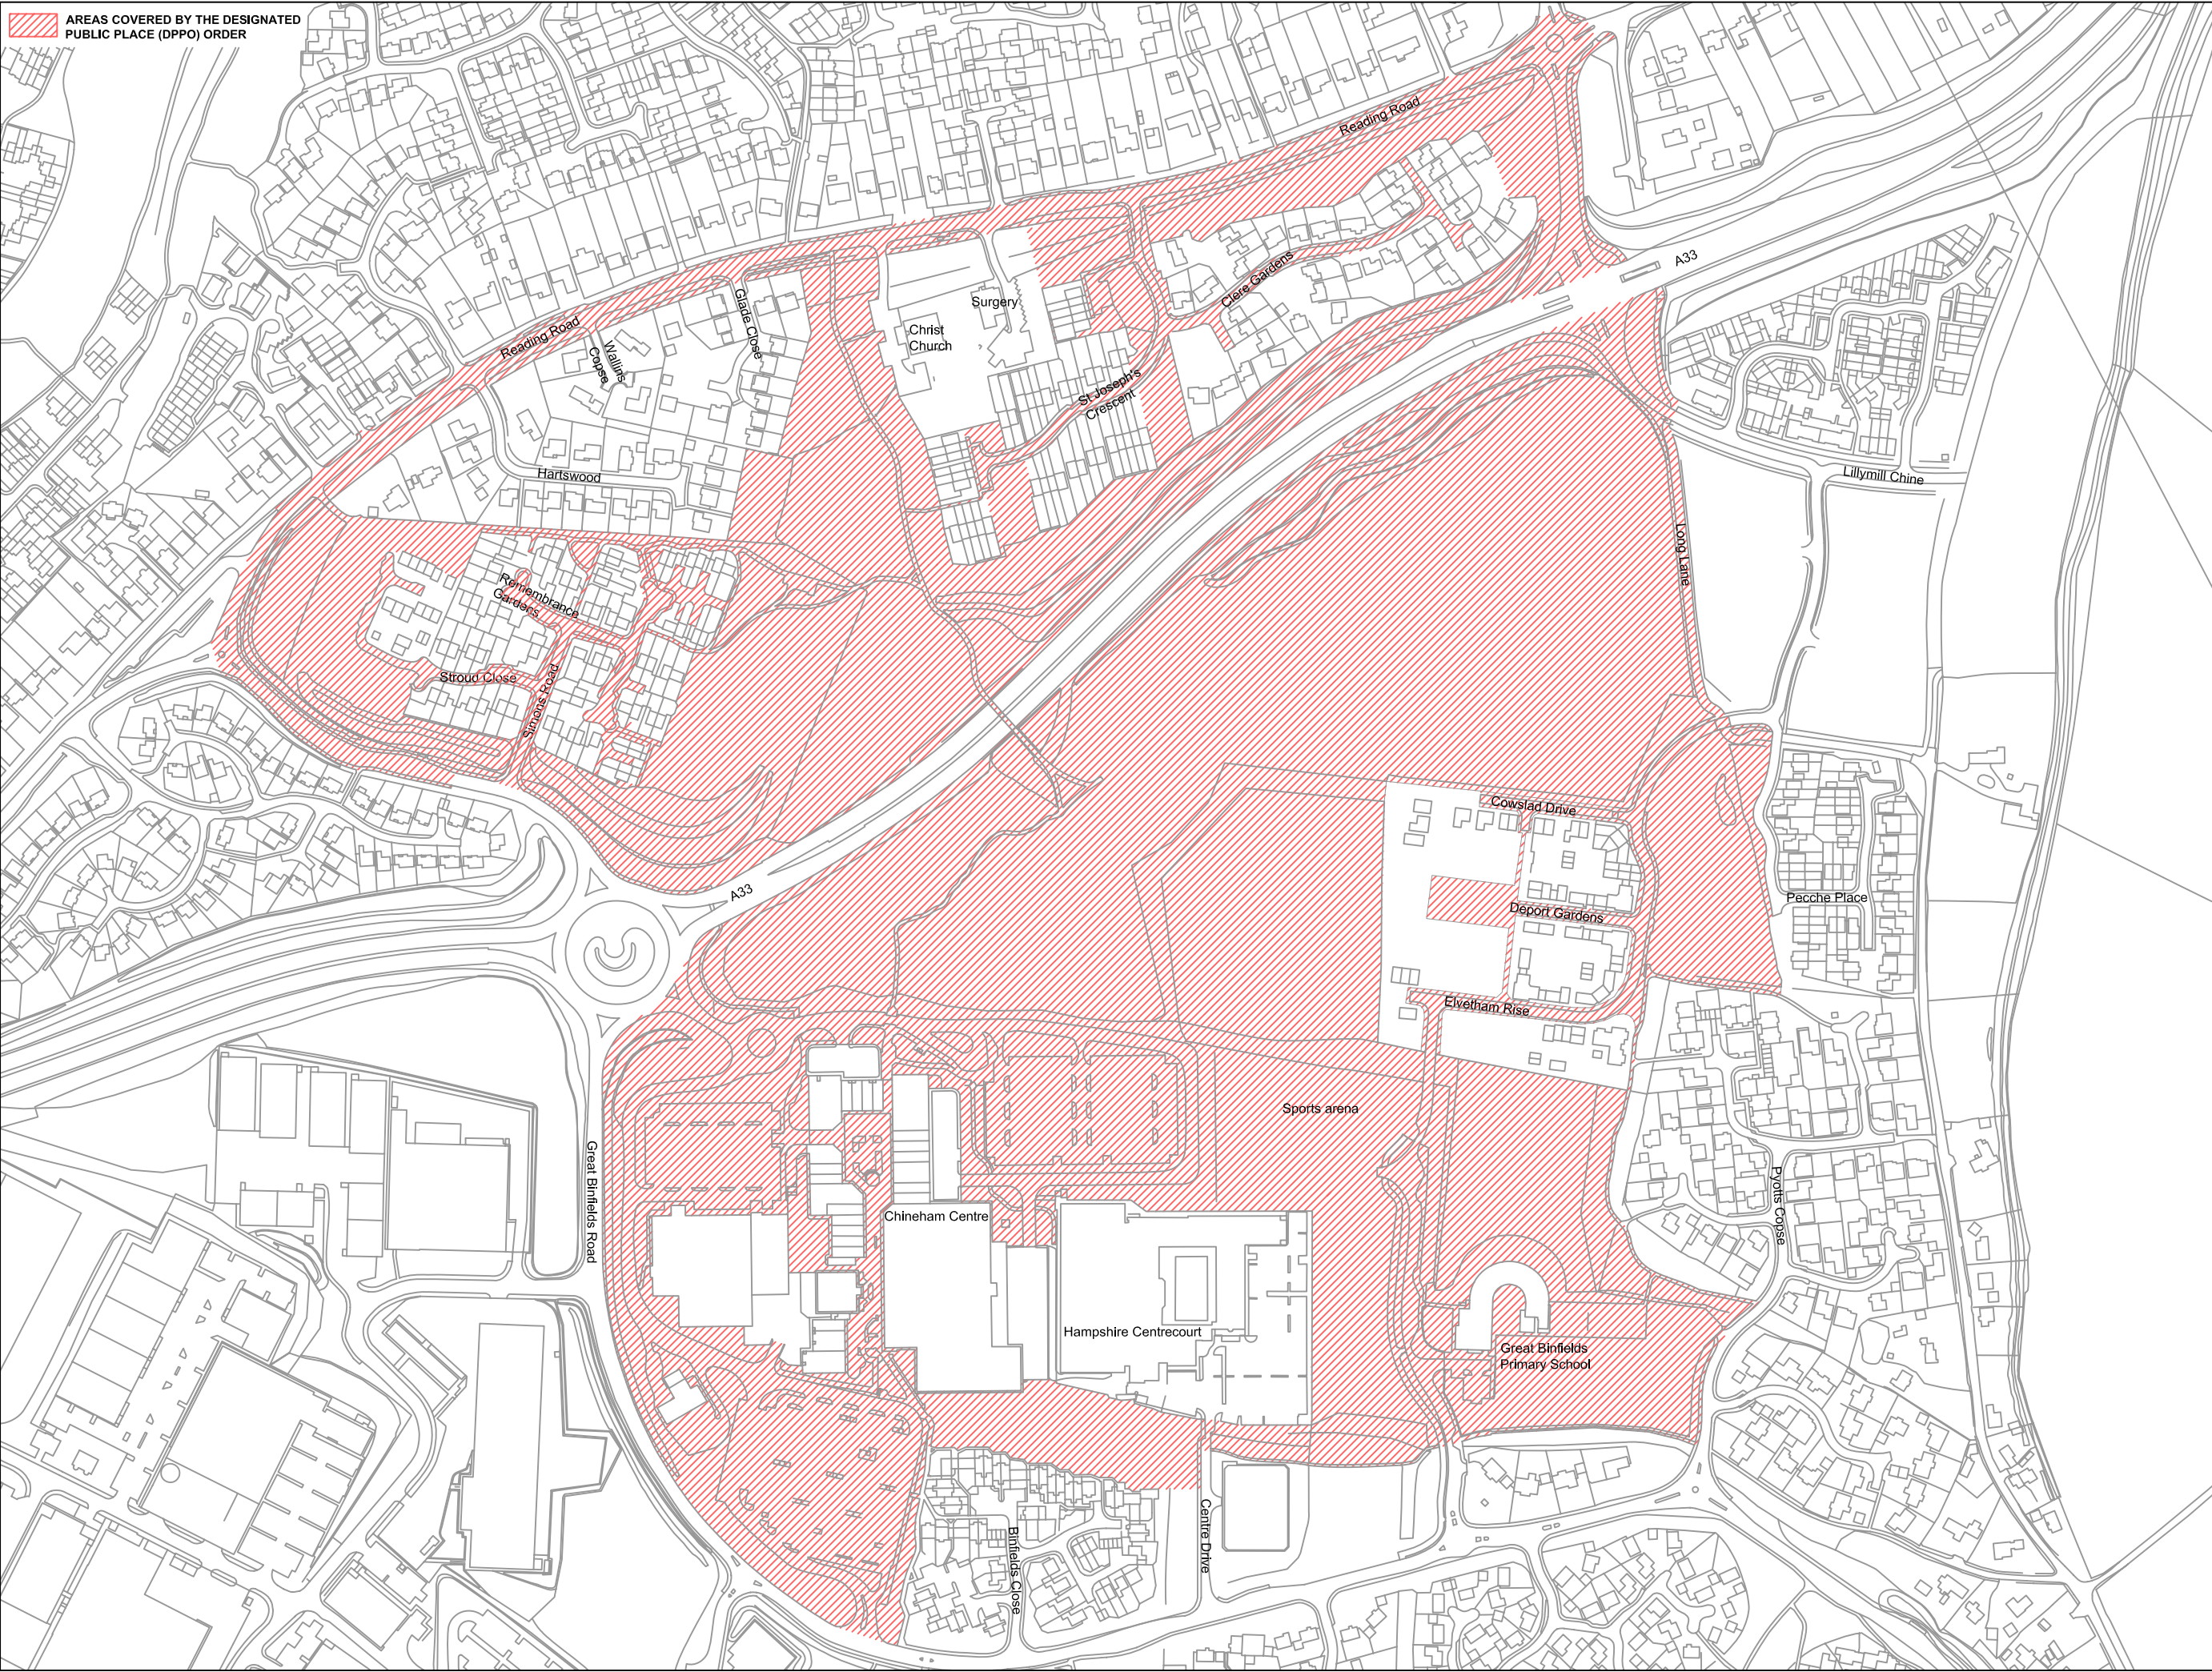 AREAS COVERED BY THE DESIGNATED
PUBLIC PLACE (DPPO) ORDER
Reading Road
A33
Clere Gardens
Surgery
Glade Close
Christ
Church
Reading Road
Wallins
Copse
St Joseph's
Crescent
Hartswood
Lillymill Chine
Long Lane
Remembrance
Gardens
Stroud Close
Simons Road
Cowslad Drive
A33
Pecche Place
Deport Gardens
Elvetham Rise
Sports arena
Great Binfields Road
Pyotts Copse
Chineham Centre
Hampshire Centrecourt
Great Binfields
Primary School
Centre Drive
Binfields Close